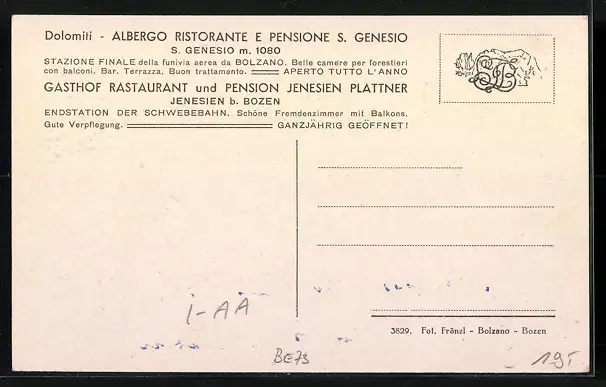 Dolomiti - ALBERGO RISTORANTE E PENSIONE S. GENESIO
S. GENESIO m. 1080
STAZIONE FINALE della funivia aerea da BOLZANO. Belle camere per forestieri
con balconi. Bar. Terrazza. Buon trattamento. APERTO TUTTO L'ANNO
GASTHOF RASTAURANT und PENSION JENESIEN PLATTNER
JENESIEN b. BOZEN
ENDSTATION DER SCHWEBEBAHN. Schöne Fremdenzimmer mit Balkons.
Gute Verpflegung. GANZJÄHRIG GEÖFFNET!
I-AA
3829. Fot. Fränzl - Bolzano - Bozen
BE73